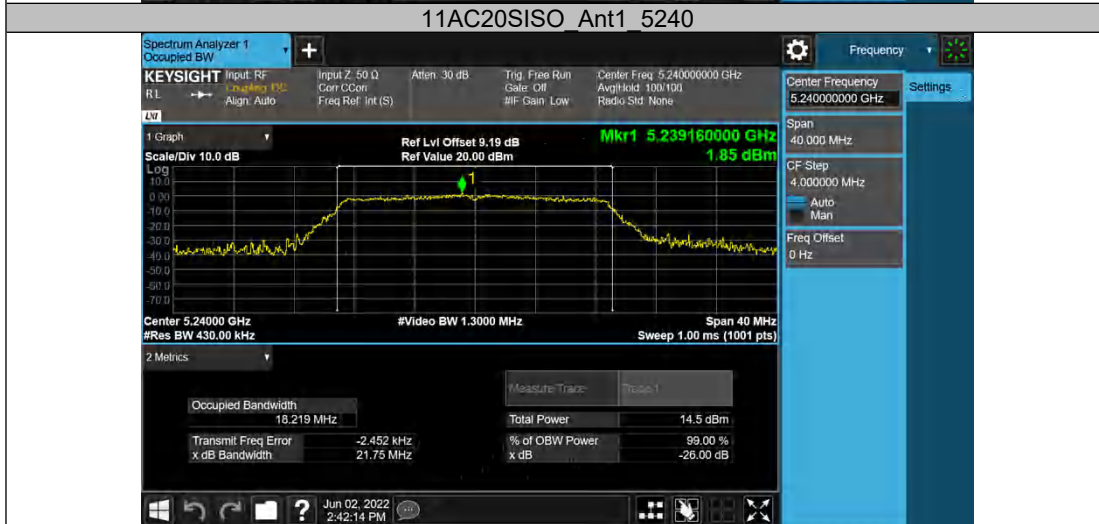 11AC20SISO_Ant1_5240
Spectrum Analyzer 1
Occupied BW
+
Frequency
KEYSIGHT Input: RF Input Z: 50 Ω Atten: 30 dB Trig: Free Run Center Freq: 5.240000000 GHz
RL Coupling: DC Corr CCorr Gate: Off Avg|Hold: 100/100
Align: Auto Freq Ref: Int (S) #IF Gain: Low Radio Std: None
LXI
Center Frequency
5.240000000 GHz
Settings
Span
40.000 MHz
CF Step
4.000000 MHz
Auto
Man
Freq Offset
0 Hz
1 Graph
Ref Lvl Offset 9.19 dB
Mkr1 5.239160000 GHz
Scale/Div 10.0 dB
Ref Value 20.00 dBm
1.85 dBm
Log
1
10.0
0.00
-10.0
-20.0
-30.0
-40.0
-50.0
-60.0
-70.0
Center 5.24000 GHz #Video BW 1.3000 MHz Span 40 MHz
#Res BW 430.00 kHz Sweep 1.00 ms (1001 pts)
2 Metrics
Measure Trace Trace 1
Occupied Bandwidth
18.219 MHz
Total Power 14.5 dBm
Transmit Freq Error -2.452 kHz % of OBW Power 99.00 %
x dB Bandwidth 21.75 MHz x dB -26.00 dB
?
Jun 02, 2022
2:42:14 PM